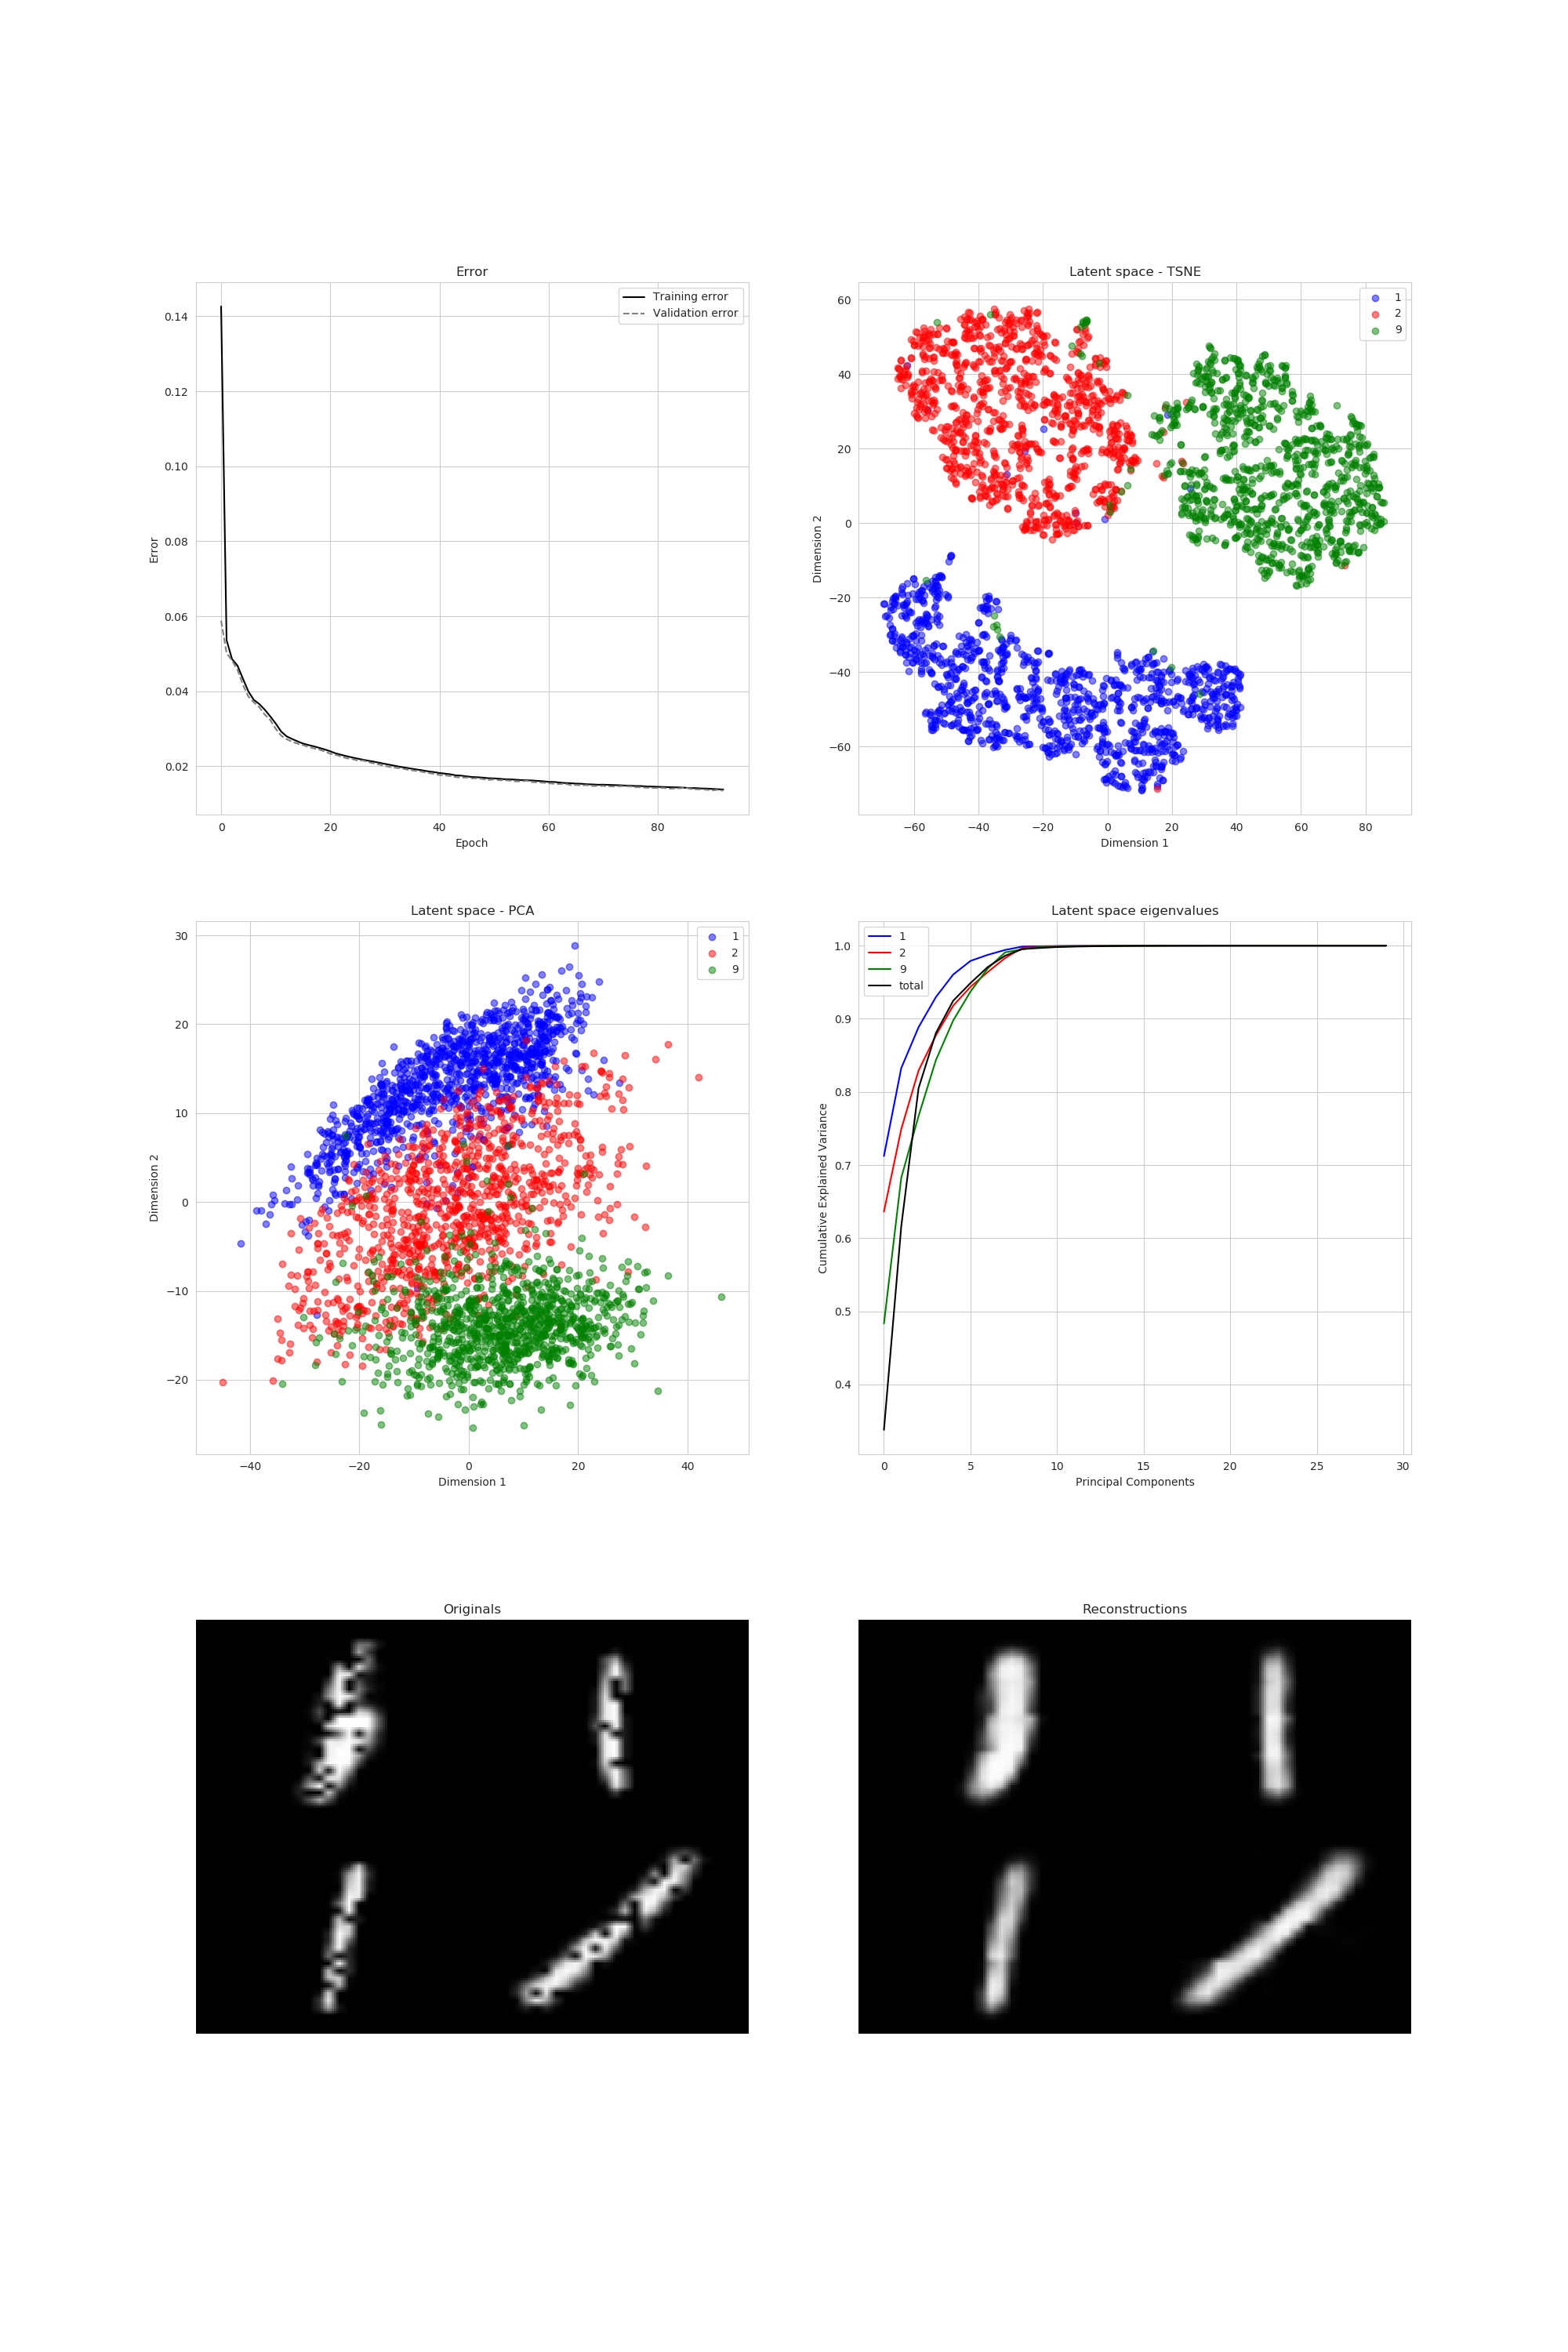 Error
0.14
0.12
0.10
0.08
0.06
0.04
0.02
Error
0 20 40 60 80
Epoch
Training error
Validation error
Latent space - TSNE
60
40
20
0
−20
−40
−60
Dimension 2
−60 −40 −20 0 20 40 60 80
Dimension 1
1
2
9
Latent space - PCA
30
20
10
0
−10
−20
Dimension 2
−40 −20 0 20 40
Dimension 1
1
2
9
Latent space eigenvalues
1.0
0.9
0.8
0.7
0.6
0.5
0.4
Cumulative Explained Variance
0 5 10 15 20 25 30
Principal Components
1
2
9
total
Originals
Reconstructions